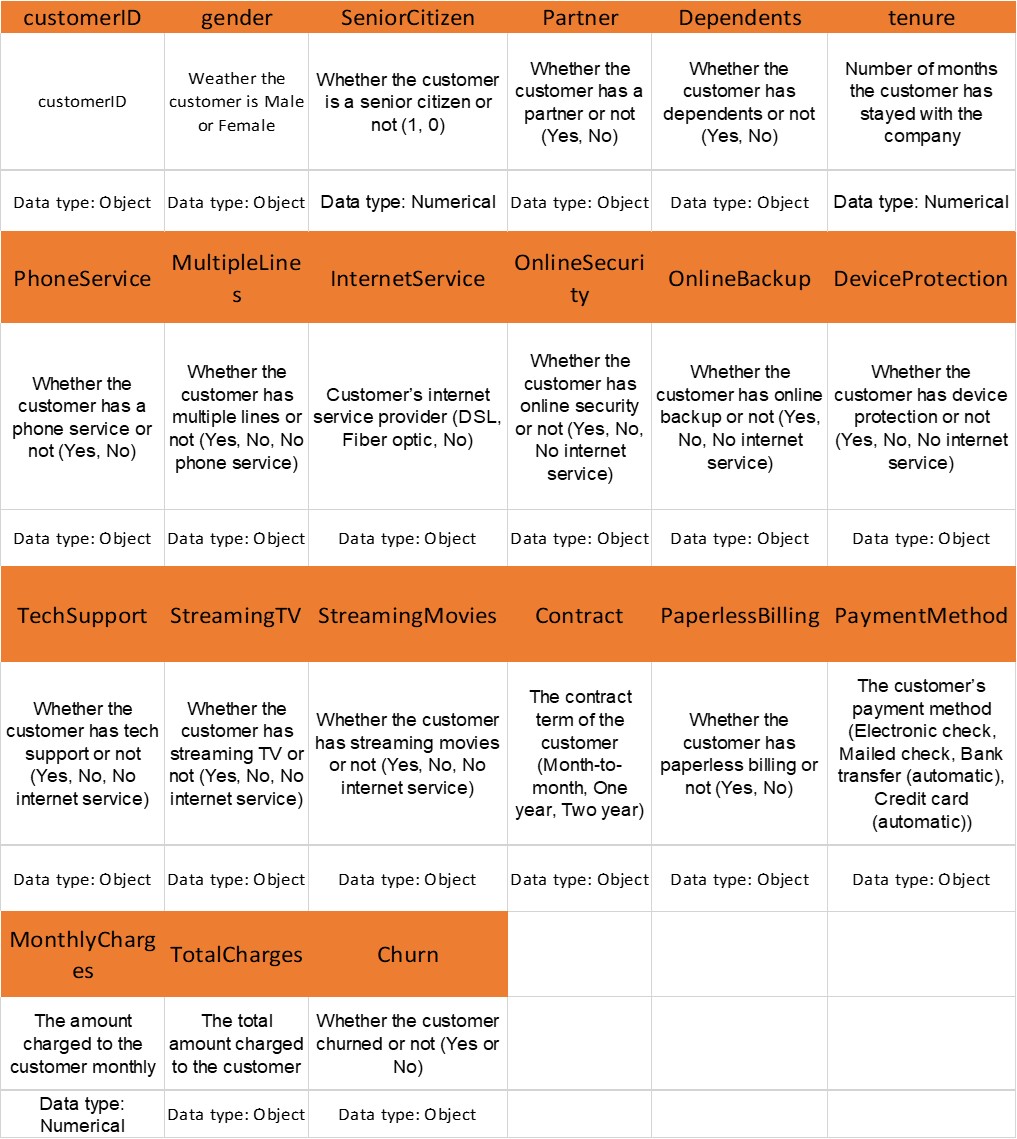 customerID gender SeniorCitizen Partner Dependents tenure
customerID
Weather the
customer is Male
or Female
Whether the customer
is a senior citizen or
not (1, 0)
Whether the
customer has a
partner or not
(Yes, No)
Whether the
customer has
dependents or not
(Yes, No)
Number of months
the customer has
stayed with the
company
Data type: Object Data type: Object Data type: Numerical Data type: Object Data type: Object Data type: Numerical
PhoneService
MultipleLine
s
InternetService
OnlineSecuri
ty
OnlineBackup
DeviceProtection
Whether the
customer has a
phone service or
not (Yes, No)
Whether the
customer has
multiple lines or
not (Yes, No, No
phone service)
Customer’s internet
service provider (DSL,
Fiber optic, No)
Whether the
customer has
online security
or not (Yes, No,
No internet
service)
Whether the
customer has online
backup or not (Yes,
No, No internet
service)
Whether the
customer has device
protection or not
(Yes, No, No internet
service)
Data type: Object Data type: Object Data type: Object Data type: Object Data type: Object Data type: Object
TechSupport StreamingTV StreamingMovies Contract PaperlessBilling PaymentMethod
Whether the
customer has tech
support or not
(Yes, No, No
internet service)
Whether the
customer has
streaming TV or
not (Yes, No, No
internet service)
Whether the customer
has streaming movies
or not (Yes, No, No
internet service)
The contract
term of the
customer
(Month-to-
month, One
year, Two year)
Whether the
customer has
paperless billing or
not (Yes, No)
The customer’s
payment method
(Electronic check,
Mailed check, Bank
transfer (automatic),
Credit card
(automatic))
Data type: Object Data type: Object Data type: Object Data type: Object Data type: Object Data type: Object
MonthlyCharg
es
TotalCharges
Churn
The amount
charged to the
customer monthly
The total
amount charged
to the customer
Whether the customer
churned or not (Yes or
No)
Data type:
Numerical
Data type: Object
Data type: Object